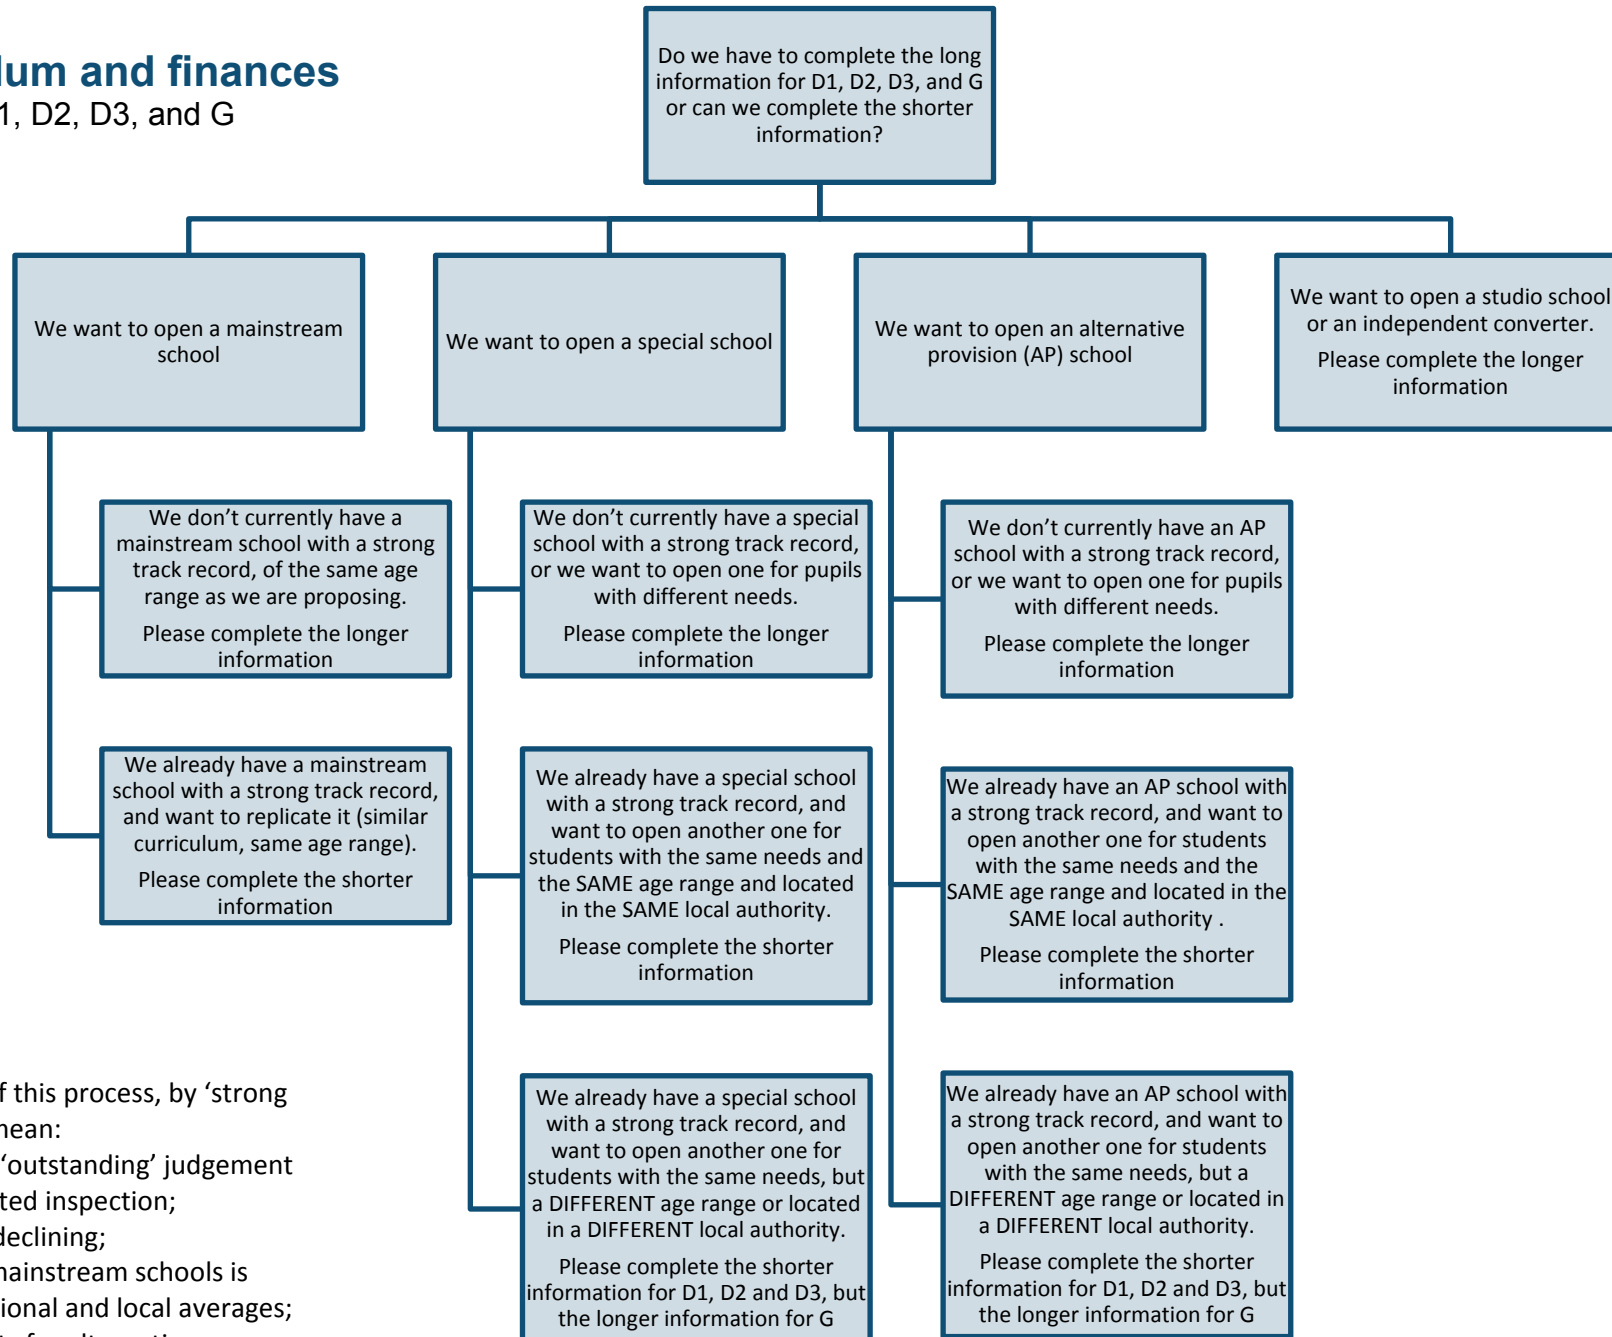 lum and finances
1, D2, D3, and G
Do we have to complete the long
information for D1, D2, D3, and G
or can we complete the shorter
information?
We want to open a mainstream
school
We want to open a special school
We want to open an alternative
provision (AP) school
We want to open a studio school
or an independent converter.
Please complete the longer
information
We don’t currently have a
mainstream school with a strong
track record, of the same age
range as we are proposing.
Please complete the longer
information
We already have a mainstream
school with a strong track record,
and want to replicate it (similar
curriculum, same age range).
Please complete the shorter
information
We don’t currently have a special
school with a strong track record,
or we want to open one for pupils
with different needs.
Please complete the longer
information
We already have a special school
with a strong track record, and
want to open another one for
students with the same needs and
the SAME age range and located
in the SAME local authority.
Please complete the shorter
information
We already have a special school
with a strong track record, and
want to open another one for
students with the same needs, but
a DIFFERENT age range or located
in a DIFFERENT local authority.
Please complete the shorter
information for D1, D2 and D3, but
the longer information for G
We don’t currently have an AP
school with a strong track record,
or we want to open one for pupils
with different needs.
Please complete the longer
information
We already have an AP school with
a strong track record, and want to
open another one for students
with the same needs and the
SAME age range and located in the
SAME local authority .
Please complete the shorter
information
We already have an AP school with
a strong track record, and want to
open another one for students
with the same needs, but a
DIFFERENT age range or located in
a DIFFERENT local authority.
Please complete the shorter
information for D1, D2 and D3, but
the longer information for G
f this process, by ‘strong
mean:
‘outstanding’ judgement
ted inspection;
declining;
mainstream schools is
ional and local averages;